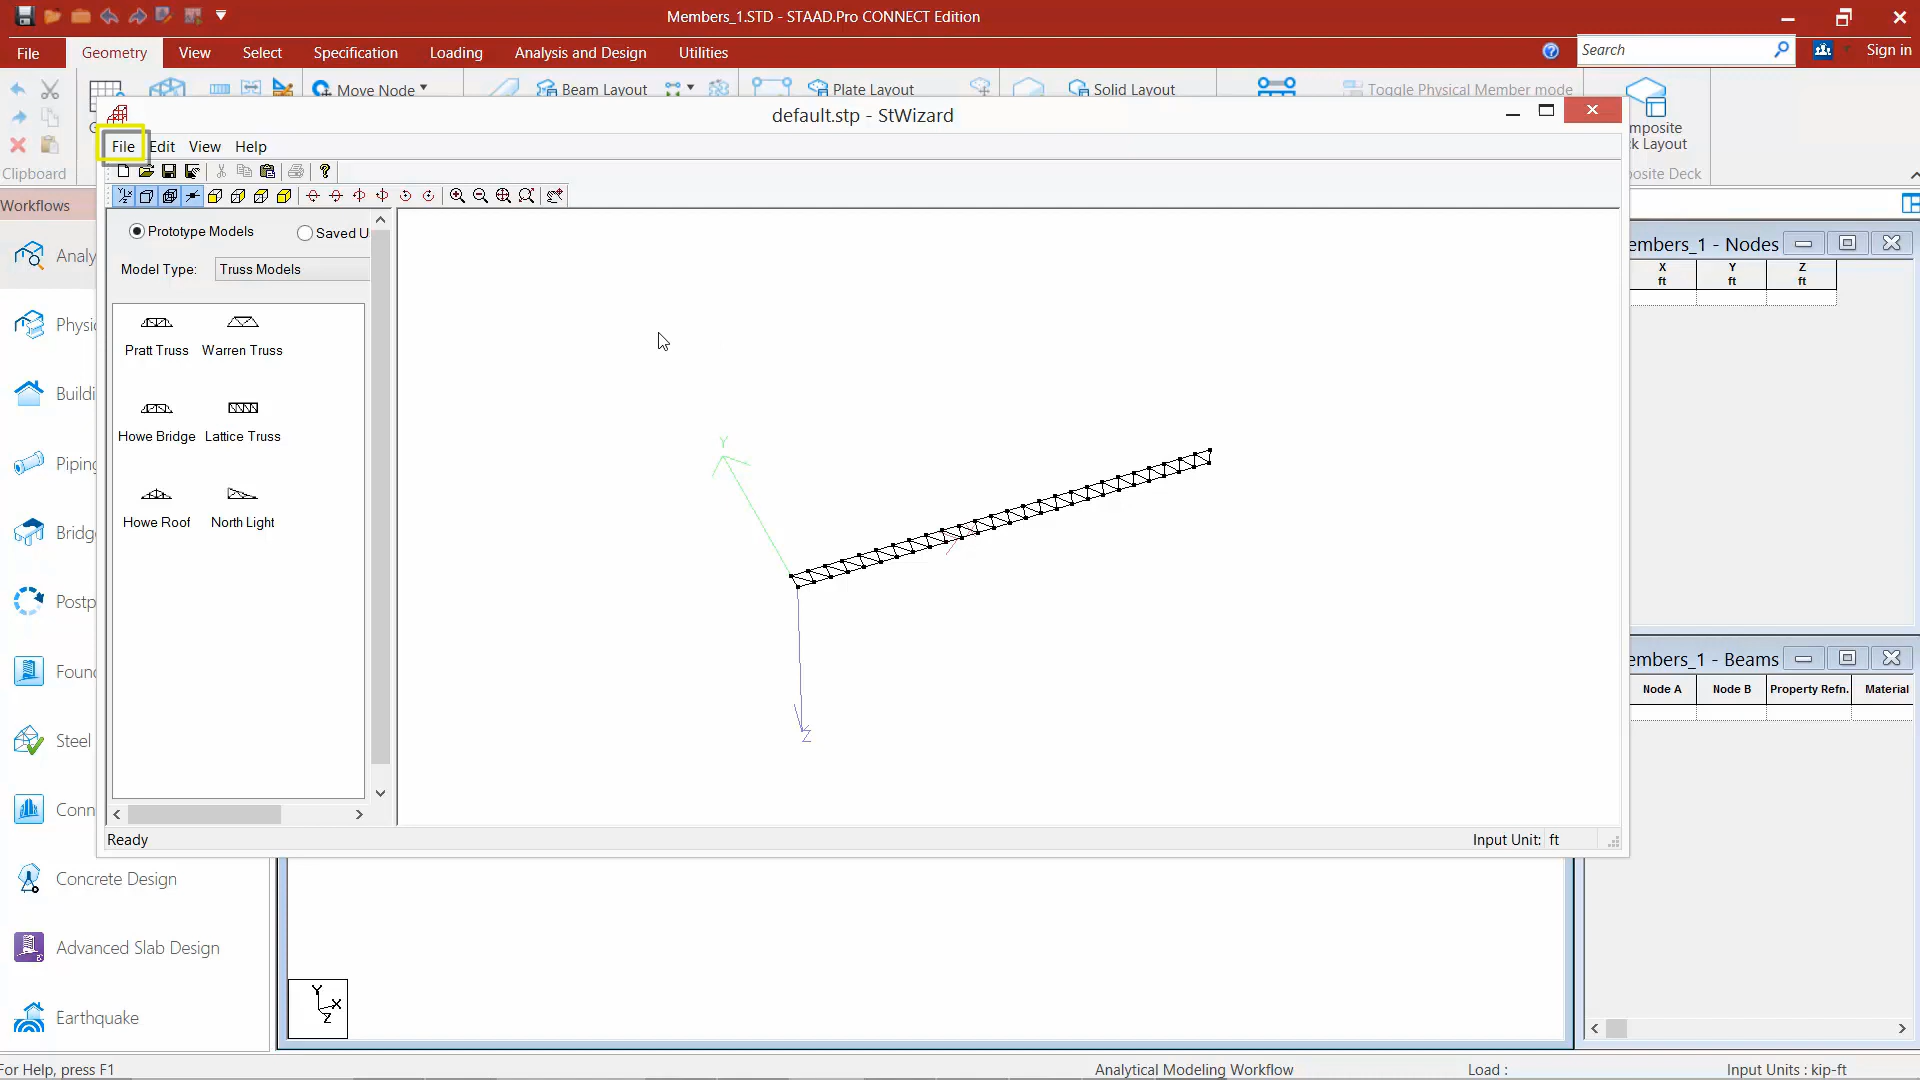 Members_1.STD - STAAD.Pro CONNECT Edition
File Geometry View Select Specification Loading Analysis and Design Utilities
Search
Sign in
Move Node
Beam Layout
Plate Layout
Solid Layout
Toggle Physical Member mode
Clipboard
default.stp - StWizard
File Edit View Help
Workflows
Prototype Models
Saved U
Model Type: Truss Models
Pratt Truss Warren Truss
Howe Bridge Lattice Truss
Howe Roof North Light
Y
Z
Ready
Input Unit: ft
mposite
k Layout
osite Deck
embers_1 - Nodes
X
ft
Y
ft
Z
ft
embers_1 - Beams
Node A Node B Property Refn. Material
Analy
Physi
Buildi
Piping
Bridge
Postp
Found
Steel
Conn
Concrete Design
Advanced Slab Design
Earthquake
Y
X
Z
For Help, press F1
Analytical Modeling Workflow
Load :
Input Units : kip-ft